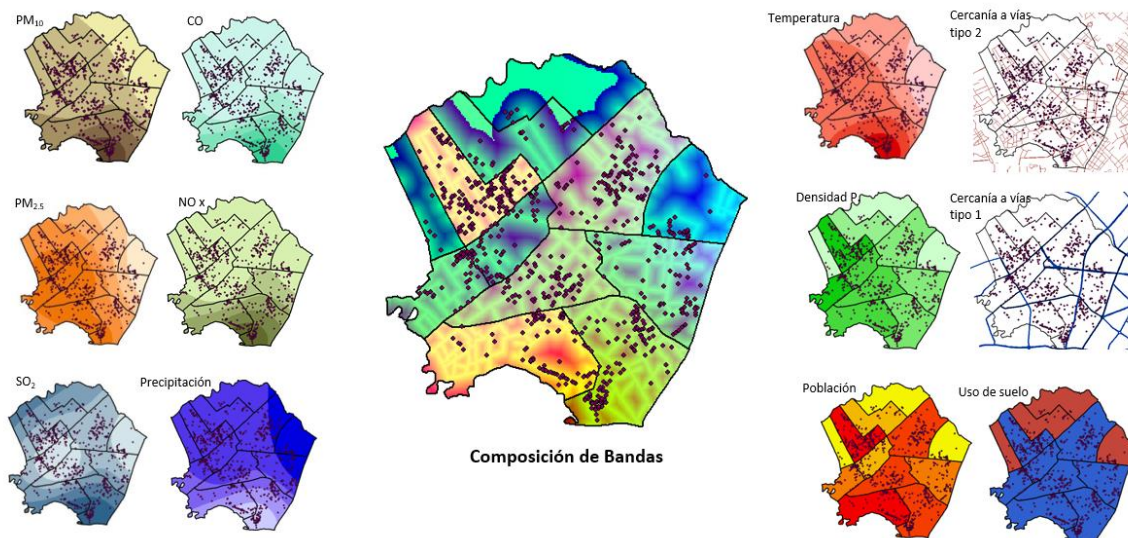 PM₁₀
CO
Temperatura
Cercanía a vías
tipo 2
PM₂.₅
NO x
Densidad P.
Cercanía a vías
tipo 1
SO₂
Precipitación
Población
Uso de suelo
Composición de Bandas